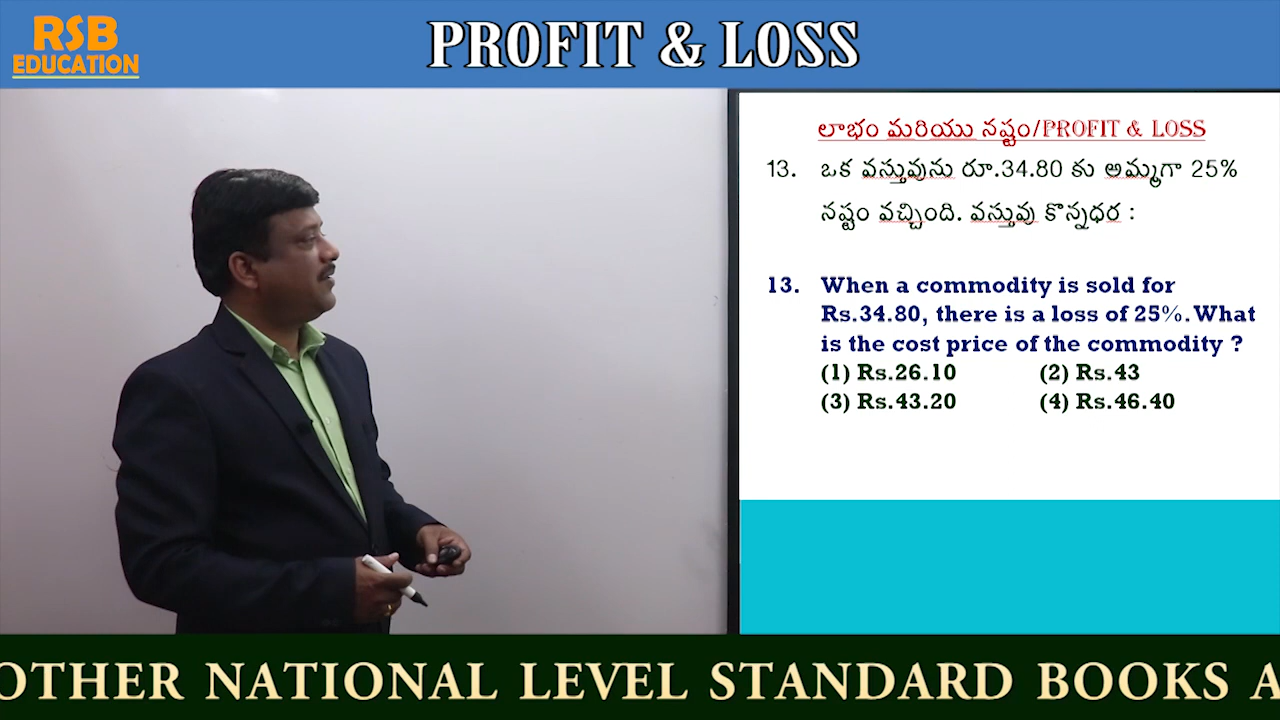 RSB
EDUCATION
PROFIT & LOSS
లాభం మరియు నష్టం/PROFIT & LOSS
13. ఒక వస్తువును రూ.34.80 కు అమ్మగా 25%
నష్టం వచ్చింది. వస్తువు కొన్నధర :
13. When a commodity is sold for
Rs.34.80, there is a loss of 25%.What
is the cost price of the commodity ?
(1) Rs.26.10 (2) Rs.43
(3) Rs.43.20 (4) Rs.46.40
OTHER NATIONAL LEVEL STANDARD BOOKS A